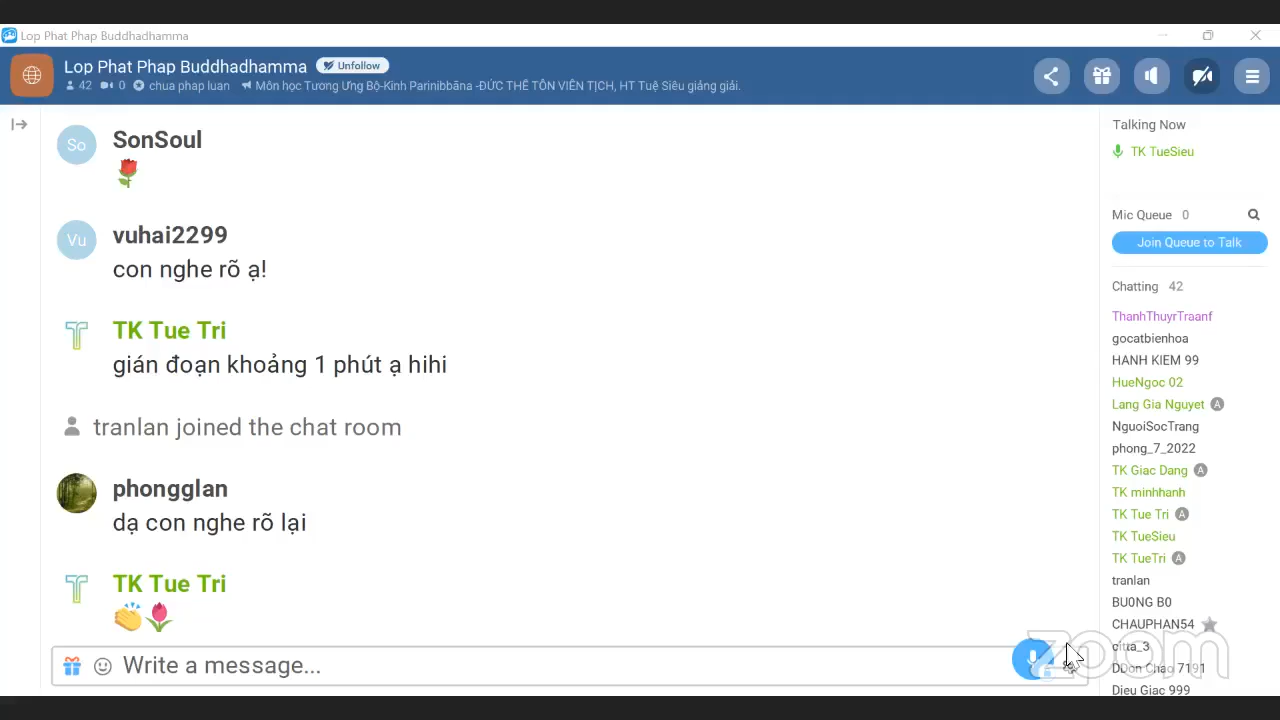 Lop Phat Phap Buddhadhamma
Lop Phat Phap Buddhadhamma Unfollow
42 0 chua phap luan Môn học Tương Ưng Bộ-Kinh Parinibbāna -ĐỨC THẾ TÔN VIÊN TỊCH, HT Tuệ Siêu giảng giải.
So SonSoul
Vu vuhai2299
con nghe rõ ạ!
TK Tue Tri
gián đoạn khoảng 1 phút ạ hihi
tranlan joined the chat room
phongglan
dạ con nghe rõ lại
TK Tue Tri
Write a message...
Talking Now
TK TueSieu
Mic Queue 0
Join Queue to Talk
Chatting 42
ThanhThuyrTraanf
gocatbienhoa
HANH KIEM 99
HueNgoc 02
Lang Gia Nguyet A
NguoiSocTrang
phong_7_2022
TK Giac Dang A
TK minhhanh
TK Tue Tri A
TK TueSieu
TK TueTri A
tranlan
BU0NG B0
CHAUPHAN54
citta_3
DDon Chao 7191
Dieu Giac 999
zoom